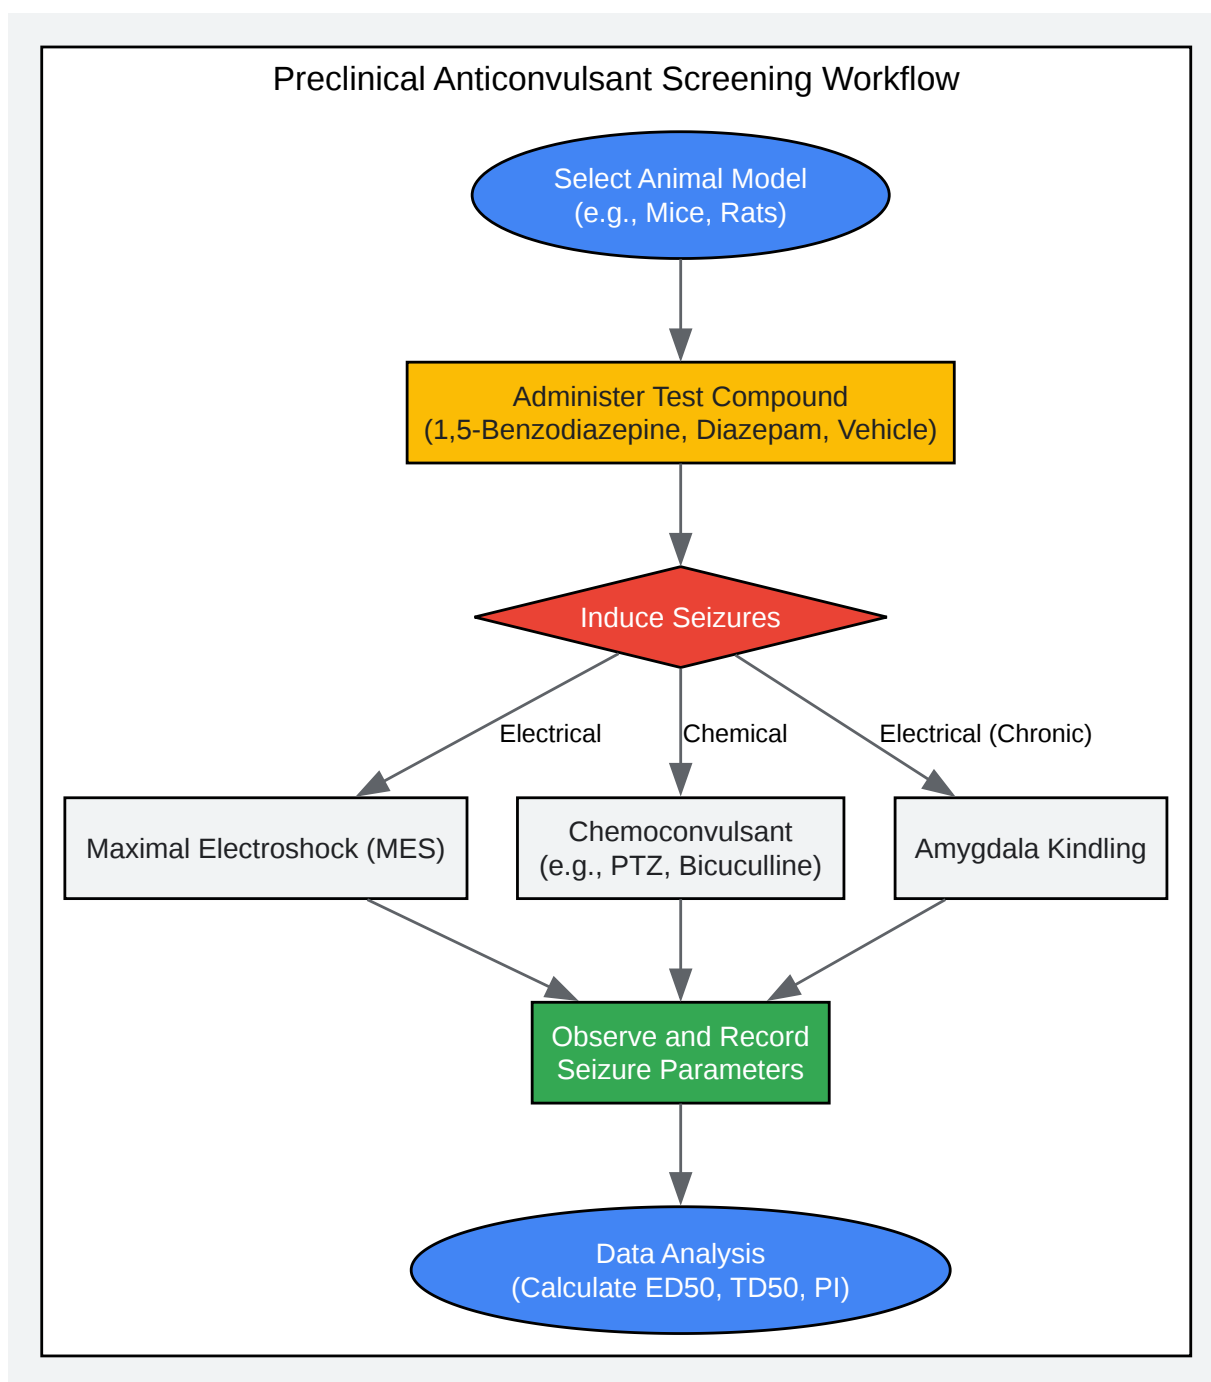 Preclinical Anticonvulsant Screening Workflow
Select Animal Model
(e.g., Mice, Rats)
Administer Test Compound
(1,5-Benzodiazepine, Diazepam, Vehicle)
Induce Seizures
Electrical
Chemical
Electrical (Chronic)
Maximal Electroshock (MES)
Chemoconvulsant
(e.g., PTZ, Bicuculline)
Amygdala Kindling
Observe and Record
Seizure Parameters
Data Analysis
(Calculate ED50, TD50, PI)